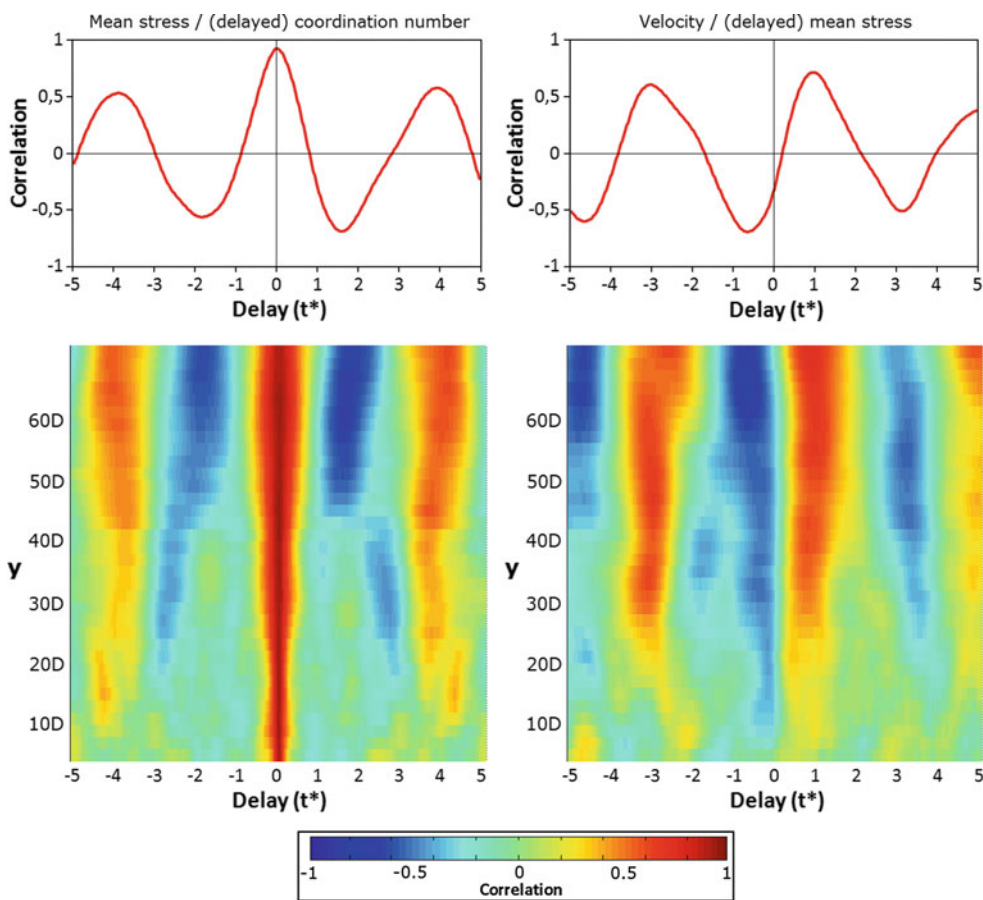 Mean stress / (delayed) coordination number
1
0,5
0
-0,5
-1
Correlation
-5 -4 -3 -2 -1 0 1 2 3 4 5
Delay (t*)
Velocity / (delayed) mean stress
1
0,5
0
-0,5
-1
Correlation
-5 -4 -3 -2 -1 0 1 2 3 4 5
Delay (t*)
60D
50D
40D
y
30D
20D
10D
-5 -4 -3 -2 -1 0 1 2 3 4 5
Delay (t*)
60D
50D
40D
y
30D
20D
10D
-5 -4 -3 -2 -1 0 1 2 3 4 5
Delay (t*)
-1 -0.5 0 0.5 1
Correlation